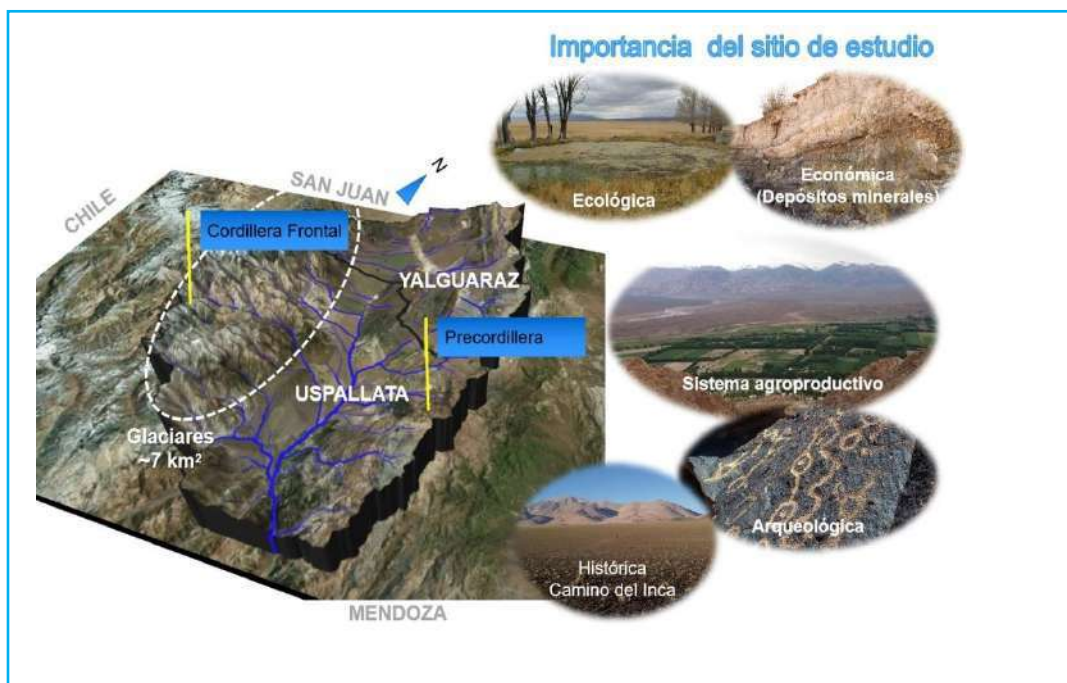 Importancia del sitio de estudio
Ecológica
Económica
(Depósitos minerales)
N
SAN JUAN
CHILE
Cordillera Frontal
YALGUARAZ
Precordillera
USPALLATA
Sistema agroproductivo
Glaciares
~7 km²
Arqueológica
Histórica
Camino del Inca
MENDOZA